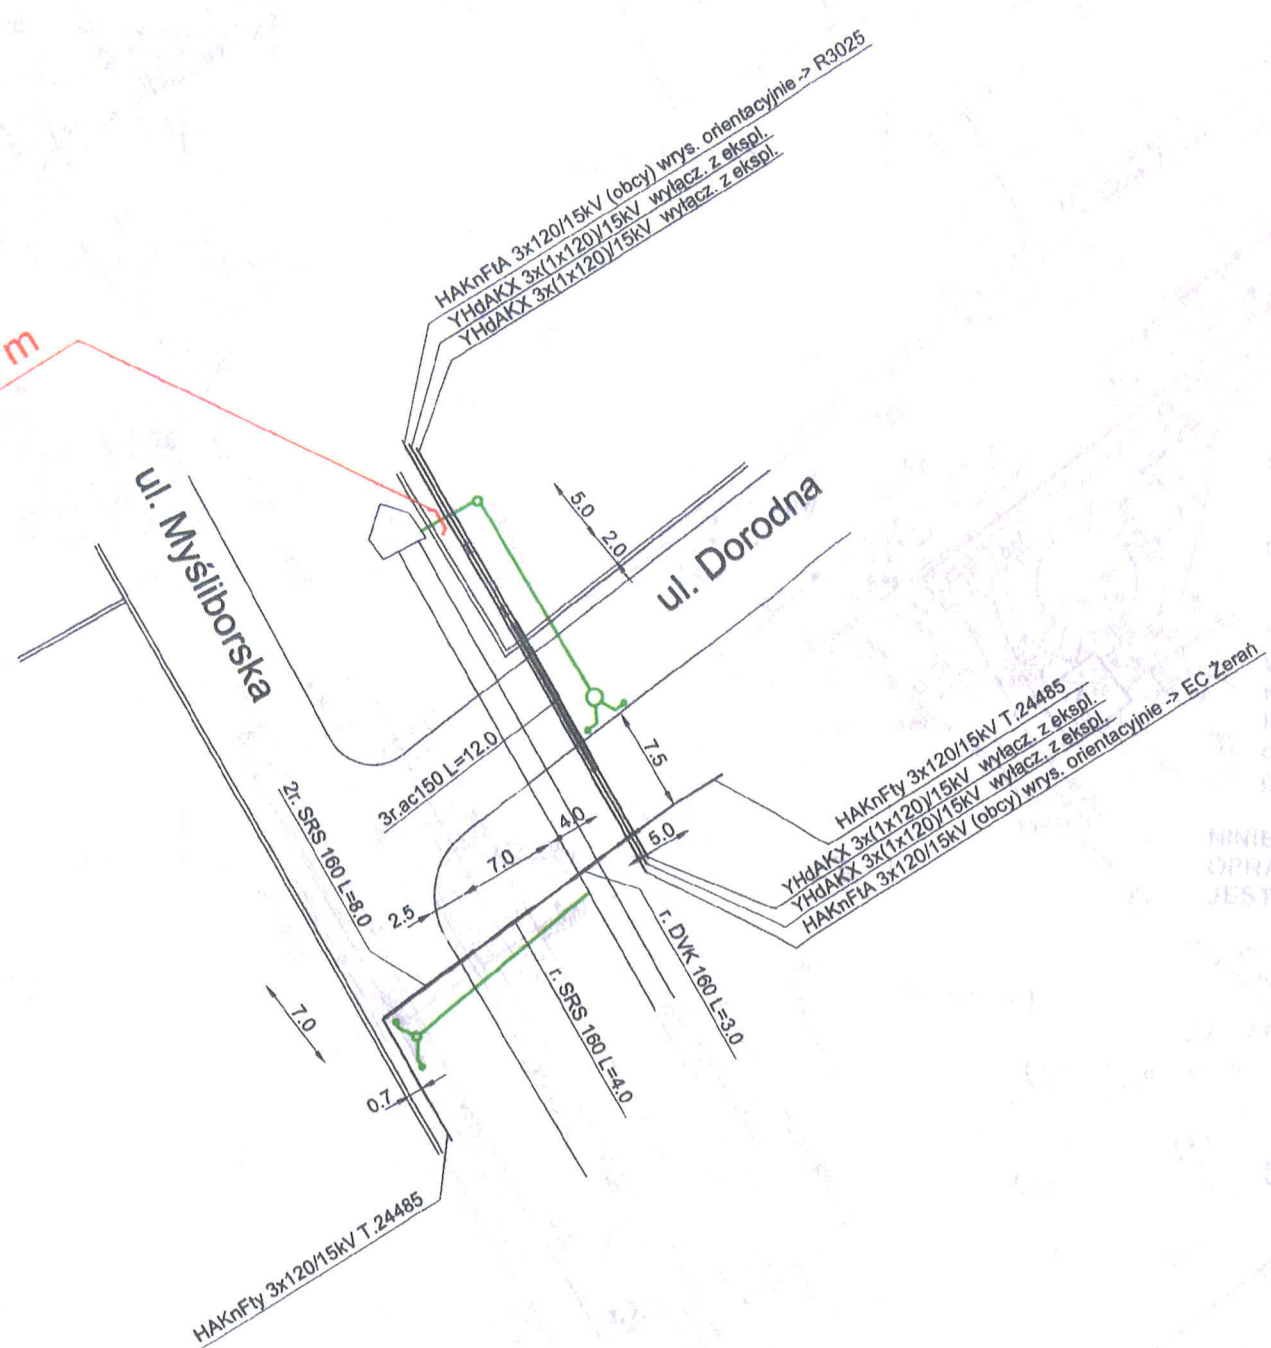 HAKnFtA 3x120/15kV (obcy) wrys. orientacyjnie -> R3025
YHdAKX 3x(1x120)/15kV wyłącz. z ekspl.
YHdAKX 3x(1x120)/15kV wyłącz. z ekspl.
m
ul. Myśliborska
5.0
2.0
ul. Dorodna
3r.ac150 L=12.0
7.5
2r. SRS 160 L=8.0
4.0
7.0
5.0
2.5
HAKnFty 3x120/15kV T.24485
YHdAKX 3x(1x120)/15kV wyłącz. z ekspl.
YHdAKX 3x(1x120)/15kV wyłącz. z ekspl.
HAKnFtA 3x120/15kV (obcy) wrys. orientacyjnie -> EC Żerań
r. DVK 160 L=3.0
r. SRS 160 L=4.0
7.0
0.7
HAKnFty 3x120/15kV T.24485
JEST